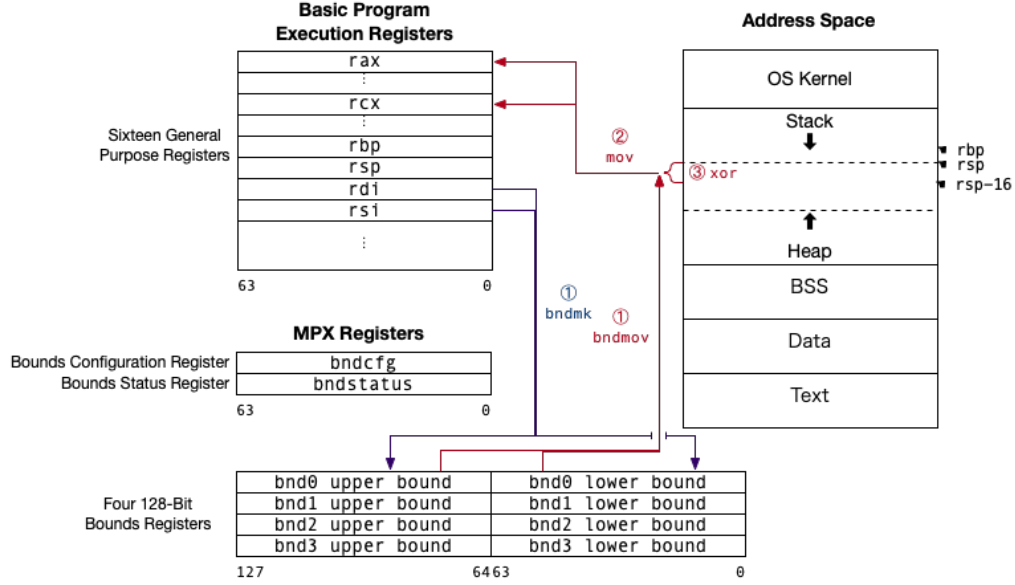 Basic Program
Execution Registers
Address Space
rax
⋮
rcx
⋮
rbp
rsp
rdi
rsi
⋮
63 0
Sixteen General
Purpose Registers
②
mov
③ xor
OS Kernel
Stack
Heap
BSS
Data
Text
rbp
rsp
rsp-16
①
bndmk
①
bndmov
MPX Registers
Bounds Configuration Register
Bounds Status Register
bndcfg
bndstatus
63 0
Four 128-Bit
Bounds Registers
bnd0 upper bound bnd0 lower bound
bnd1 upper bound bnd1 lower bound
bnd2 upper bound bnd2 lower bound
bnd3 upper bound bnd3 lower bound
127 64 63 0